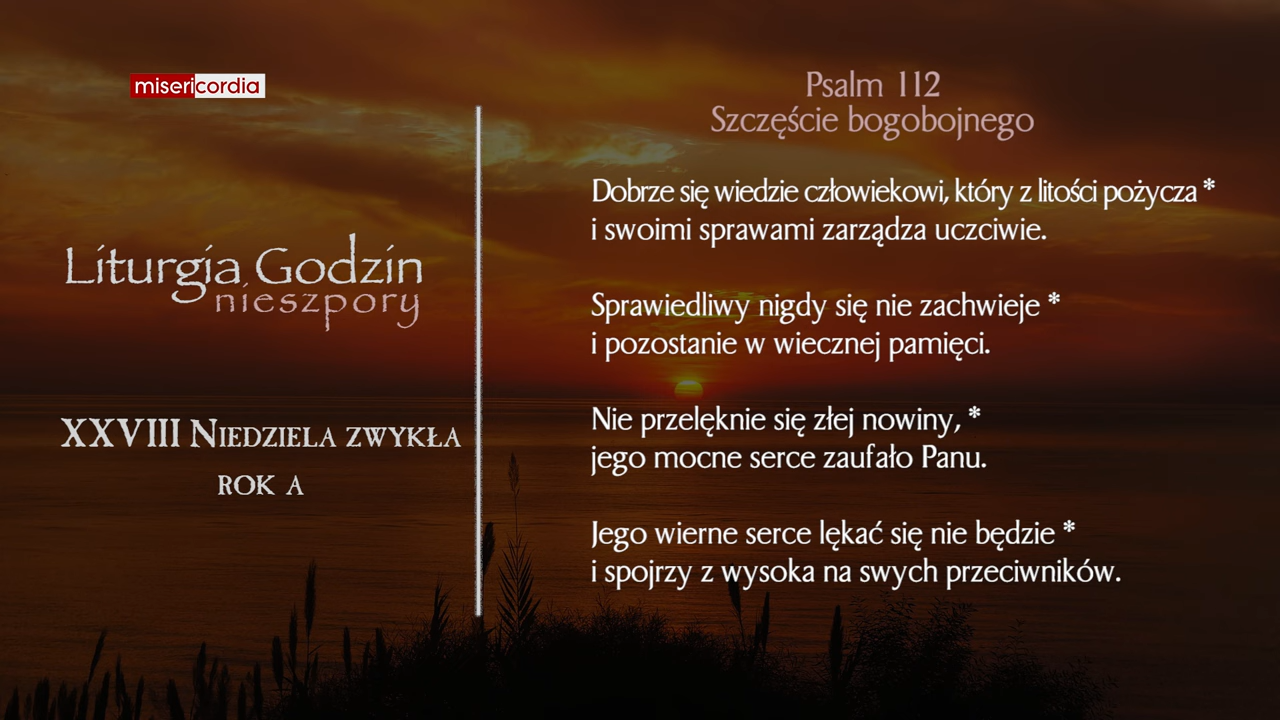 misericordia
Liturgia Godzin
nieszpory
XXVIII Niedziela zwykła
rok A
Psalm 112
Szczęście bogobojnego
Dobrze się wiedzie człowiekowi, który z litości pożycza *
i swoimi sprawami zarządza uczciwie.
Sprawiedliwy nigdy się nie zachwieje *
i pozostanie w wiecznej pamięci.
Nie przelęknie się złej nowiny, *
jego mocne serce zaufało Panu.
Jego wierne serce lękać się nie będzie *
i spojrzy z wysoka na swych przeciwników.